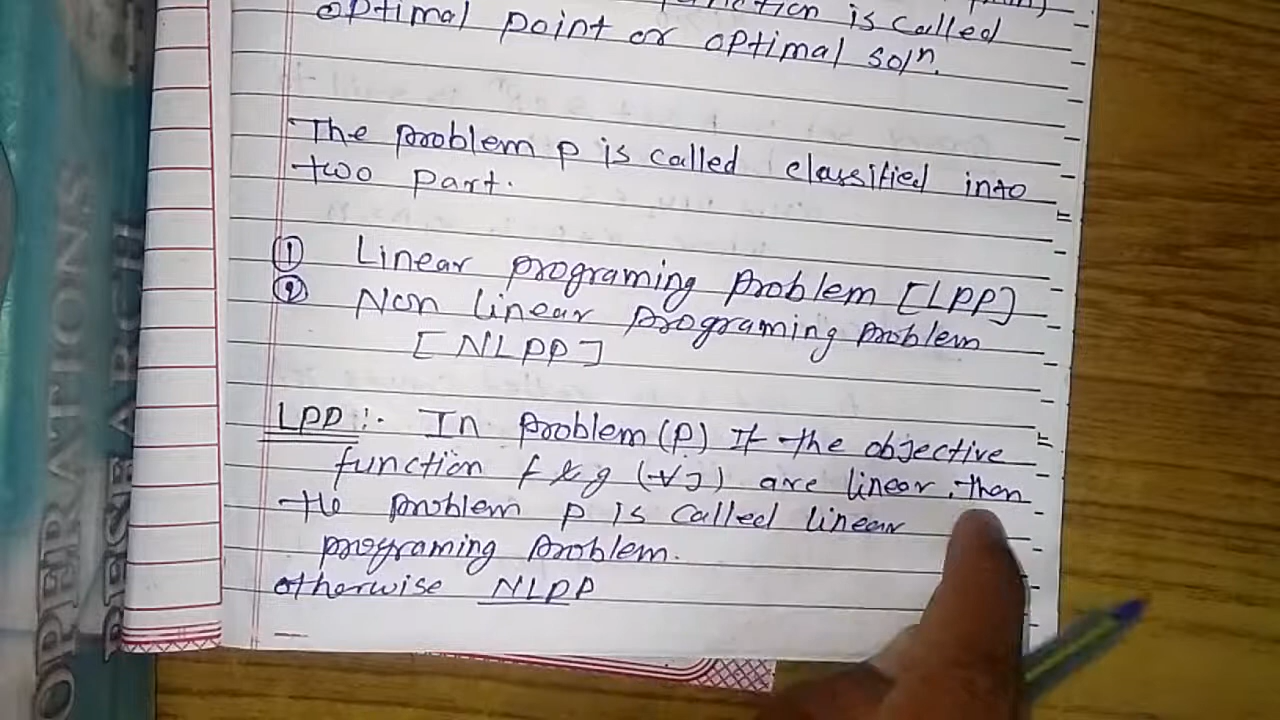 is called
optimal point or optimal solⁿ.
The problem p is called classified into
two part.
① Linear programing problem [LPP]
② Non linear programing problem
[NLPP]
LPP :- In problem (P) If the objective
function f & g (∀J) are linear, then
the problem p is called linear
programing problem.
otherwise NLPP
OPERATIONS
RESEARCH